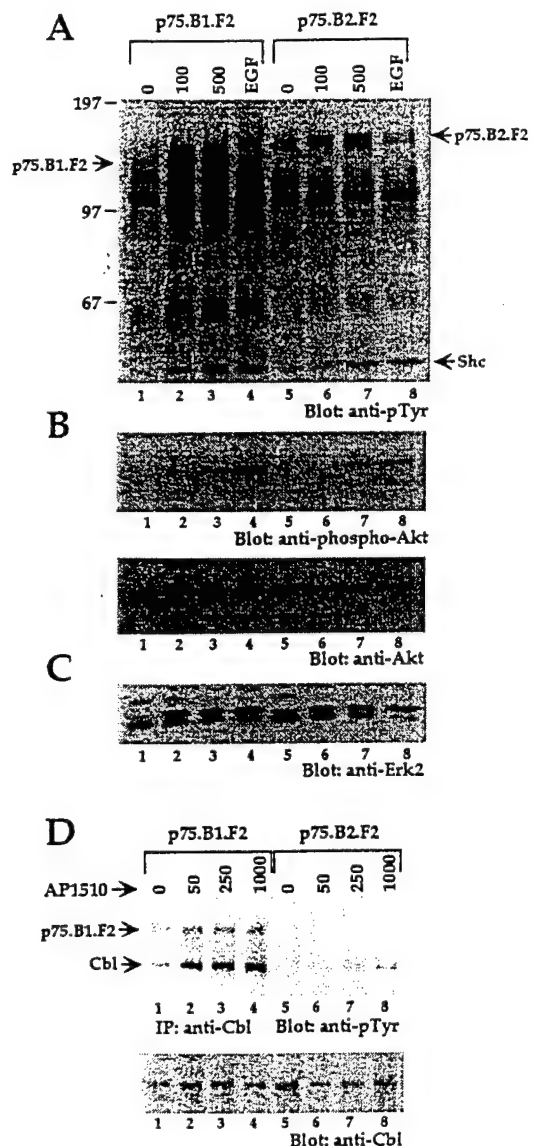 A
p75.B1.F2 p75.B2.F2
0 100 500 EGF 0 100 500 EGF
197
p75.B2.F2
p75.B1.F2
97
67
Shc
1 2 3 4 5 6 7 8
Blot: anti-pTyr
B
1 2 3 4 5 6 7 8
Blot: anti-phospho-Akt
1 2 3 4 5 6 7 8
Blot: anti-Akt
C
1 2 3 4 5 6 7 8
Blot: anti-Erk2
D
p75.B1.F2 p75.B2.F2
AP1510 0 50 250 1000 0 50 250 1000
p75.B1.F2
Cbl
1 2 3 4 5 6 7 8
IP: anti-Cbl Blot: anti-pTyr
1 2 3 4 5 6 7 8
Blot: anti-Cbl